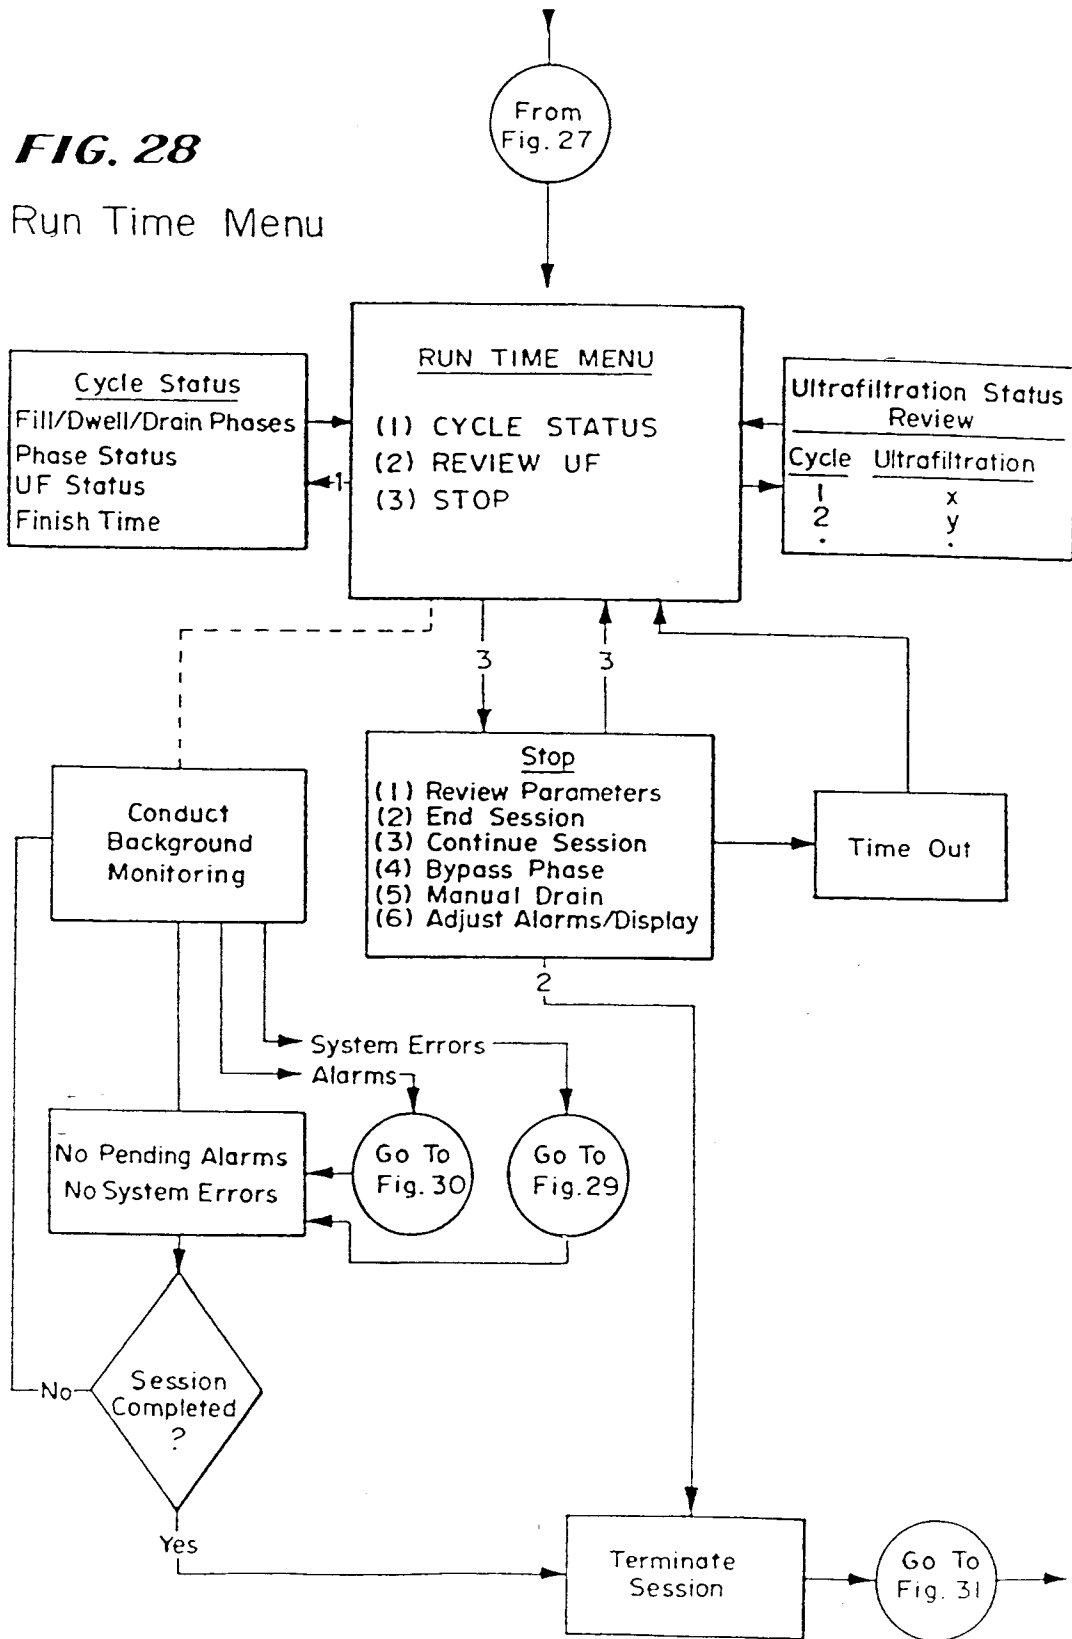 From
Fig. 27
FIG. 28
Run Time Menu
RUN TIME MENU
(1) CYCLE STATUS
(2) REVIEW UF
(3) STOP
Cycle Status
Fill/Dwell/Drain Phases
Phase Status
UF Status
Finish Time
1
Ultrafiltration Status
Review
Cycle Ultrafiltration
1 x
2 y
. .
3
3
Stop
(1) Review Parameters
(2) End Session
(3) Continue Session
(4) Bypass Phase
(5) Manual Drain
(6) Adjust Alarms/Display
Time Out
Conduct
Background
Monitoring
2
System Errors
Alarms
No Pending Alarms
No System Errors
Go To
Fig. 30
Go To
Fig. 29
No
Session
Completed
?
Yes
Terminate
Session
Go To
Fig. 31